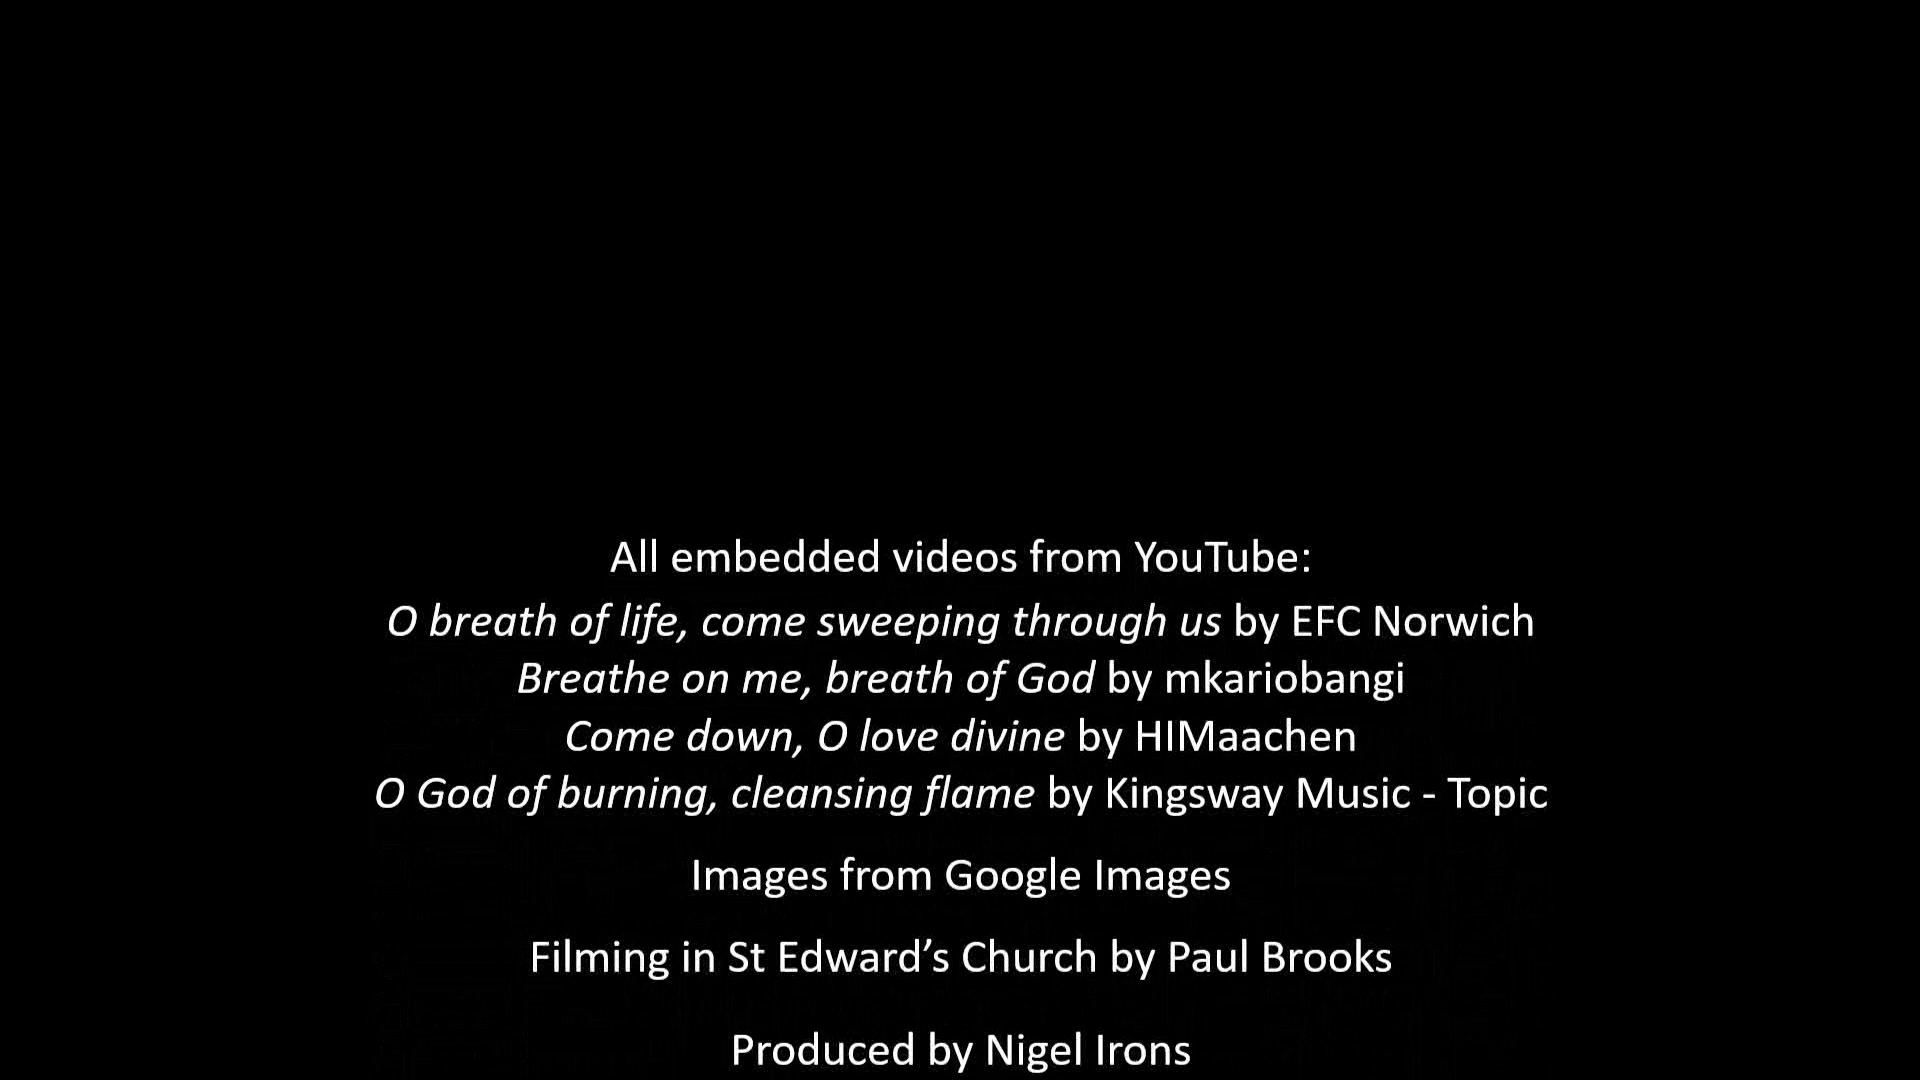 All embedded videos from YouTube:
O breath of life, come sweeping through us by EFC Norwich
Breathe on me, breath of God by mkariobangi
Come down, O love divine by HIMaachen
O God of burning, cleansing flame by Kingsway Music - Topic
Images from Google Images
Filming in St Edward’s Church by Paul Brooks
Produced by Nigel Irons